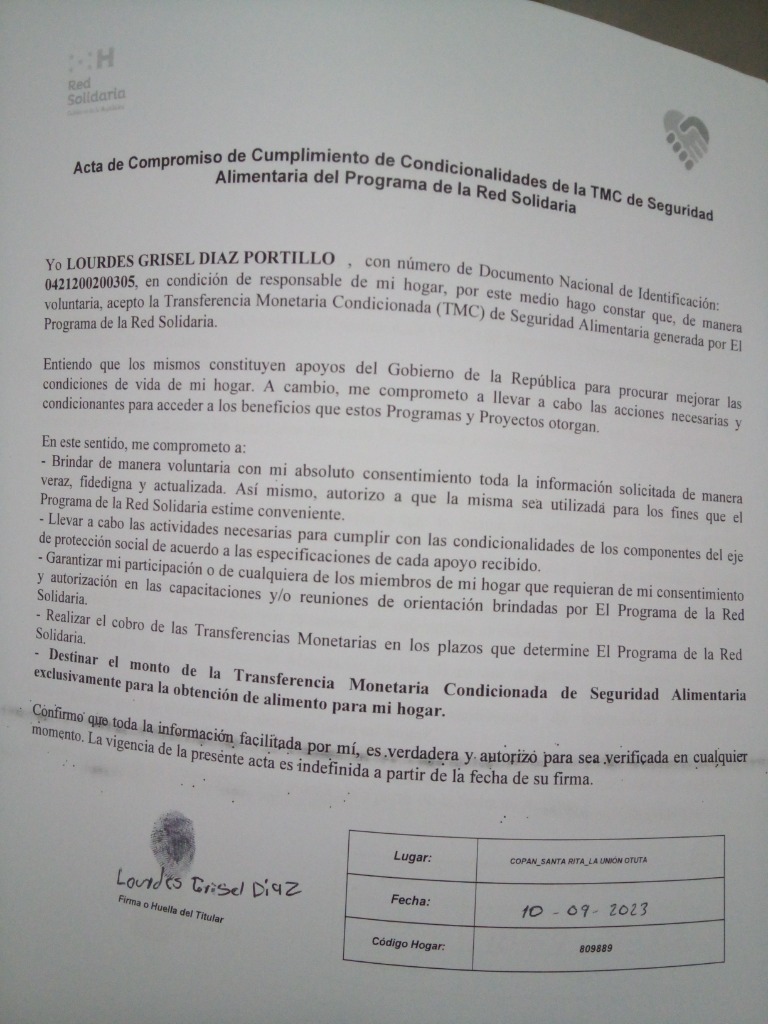 Red
Solidaria
Acta de Compromiso de Cumplimiento de Condicionalidades de la TMC de Seguridad
Alimentaria del Programa de la Red Solidaria
Yo LOURDES GRISEL DIAZ PORTILLO , con número de Documento Nacional de Identificación:
0421200200305, en condición de responsable de mi hogar, por este medio hago constar que, de manera
voluntaria, acepto la Transferencia Monetaria Condicionada (TMC) de Seguridad Alimentaria generada por El
Programa de la Red Solidaria.
Entiendo que los mismos constituyen apoyos del Gobierno de la República para procurar mejorar las
condiciones de vida de mi hogar. A cambio, me comprometo a llevar a cabo las acciones necesarias y
condicionantes para acceder a los beneficios que estos Programas y Proyectos otorgan.
En este sentido, me comprometo a:
- Brindar de manera voluntaria con mi absoluto consentimiento toda la información solicitada de manera
veraz, fidedigna y actualizada. Así mismo, autorizo a que la misma sea utilizada para los fines que el
Programa de la Red Solidaria estime conveniente.
- Llevar a cabo las actividades necesarias para cumplir con las condicionalidades de los componentes del eje
de protección social de acuerdo a las especificaciones de cada apoyo recibido.
- Garantizar mi participación o de cualquiera de los miembros de mi hogar que requieran de mi consentimiento
y autorización en las capacitaciones y/o reuniones de orientación brindadas por El Programa de la Red
Solidaria.
- Realizar el cobro de las Transferencias Monetarias en los plazos que determine El Programa de la Red
Solidaria.
- Destinar el monto de la Transferencia Monetaria Condicionada de Seguridad Alimentaria
exclusivamente para la obtención de alimento para mi hogar.
Confirmo que toda la información facilitada por mí, es verdadera y autorizó para sea verificada en cualquier
momento. La vigencia de la presente acta es indefinida a partir de la fecha de su firma.
Lourdes Grisel Diaz
Firma o Huella del Titular
Lugar: COPAN_SANTA RITA_LA UNIÓN OTUTA
Fecha: 10-09-2023
Código Hogar: 809889